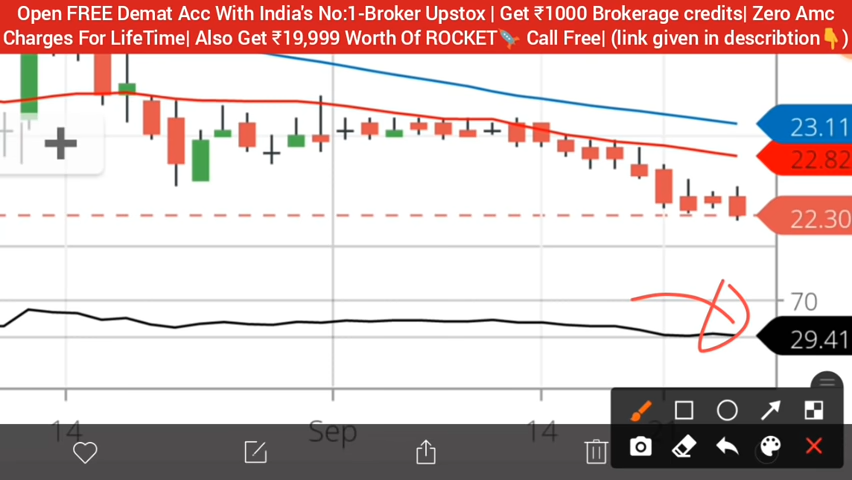 Open FREE Demat Acc With India's No:1-Broker Upstox | Get ₹1000 Brokerage credits| Zero Amc
Charges For LifeTime| Also Get ₹19,999 Worth Of ROCKET🚀 Call Free| (link given in describtion👇)
23.11
22.82
22.30
70
29.41
14
Sep
14